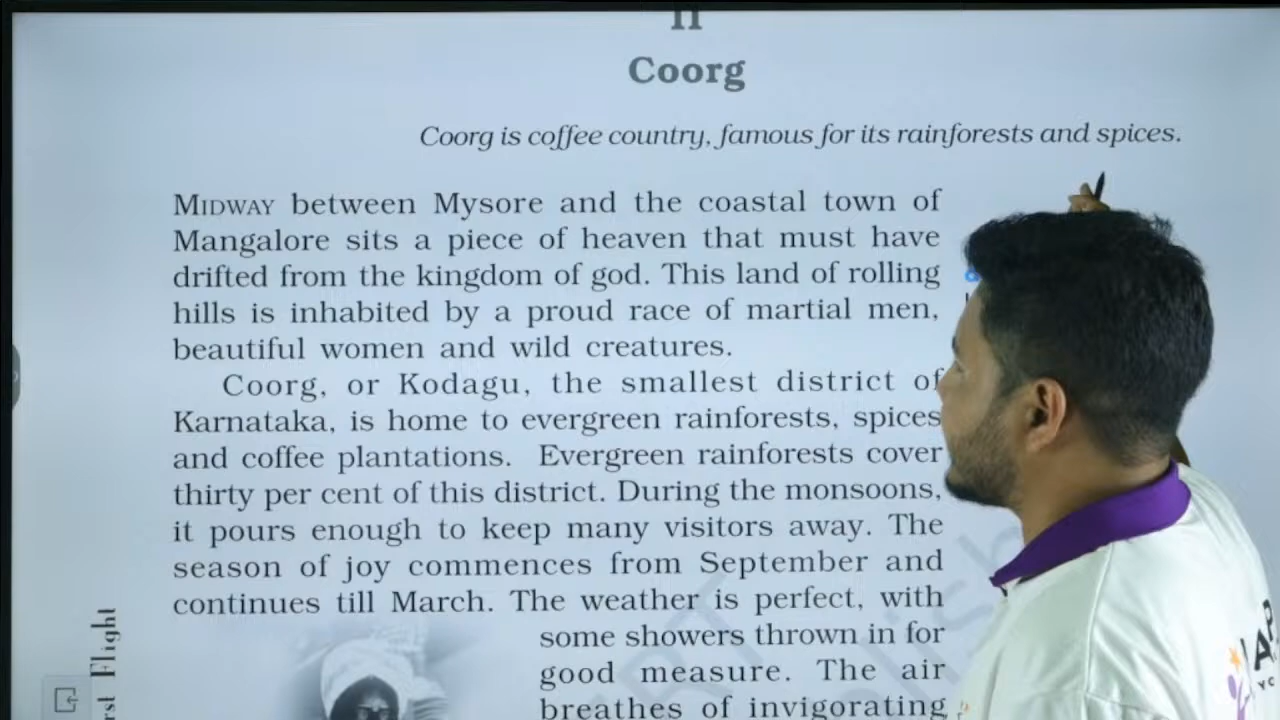 II
Coorg
Coorg is coffee country, famous for its rainforests and spices.
MIDWAY between Mysore and the coastal town of
Mangalore sits a piece of heaven that must have
drifted from the kingdom of god. This land of rolling
hills is inhabited by a proud race of martial men,
beautiful women and wild creatures.
Coorg, or Kodagu, the smallest district of
Karnataka, is home to evergreen rainforests, spices
and coffee plantations. Evergreen rainforests cover
thirty per cent of this district. During the monsoons,
it pours enough to keep many visitors away. The
season of joy commences from September and
continues till March. The weather is perfect, with
some showers thrown in for
good measure. The air
breathes of invigorating
Flight